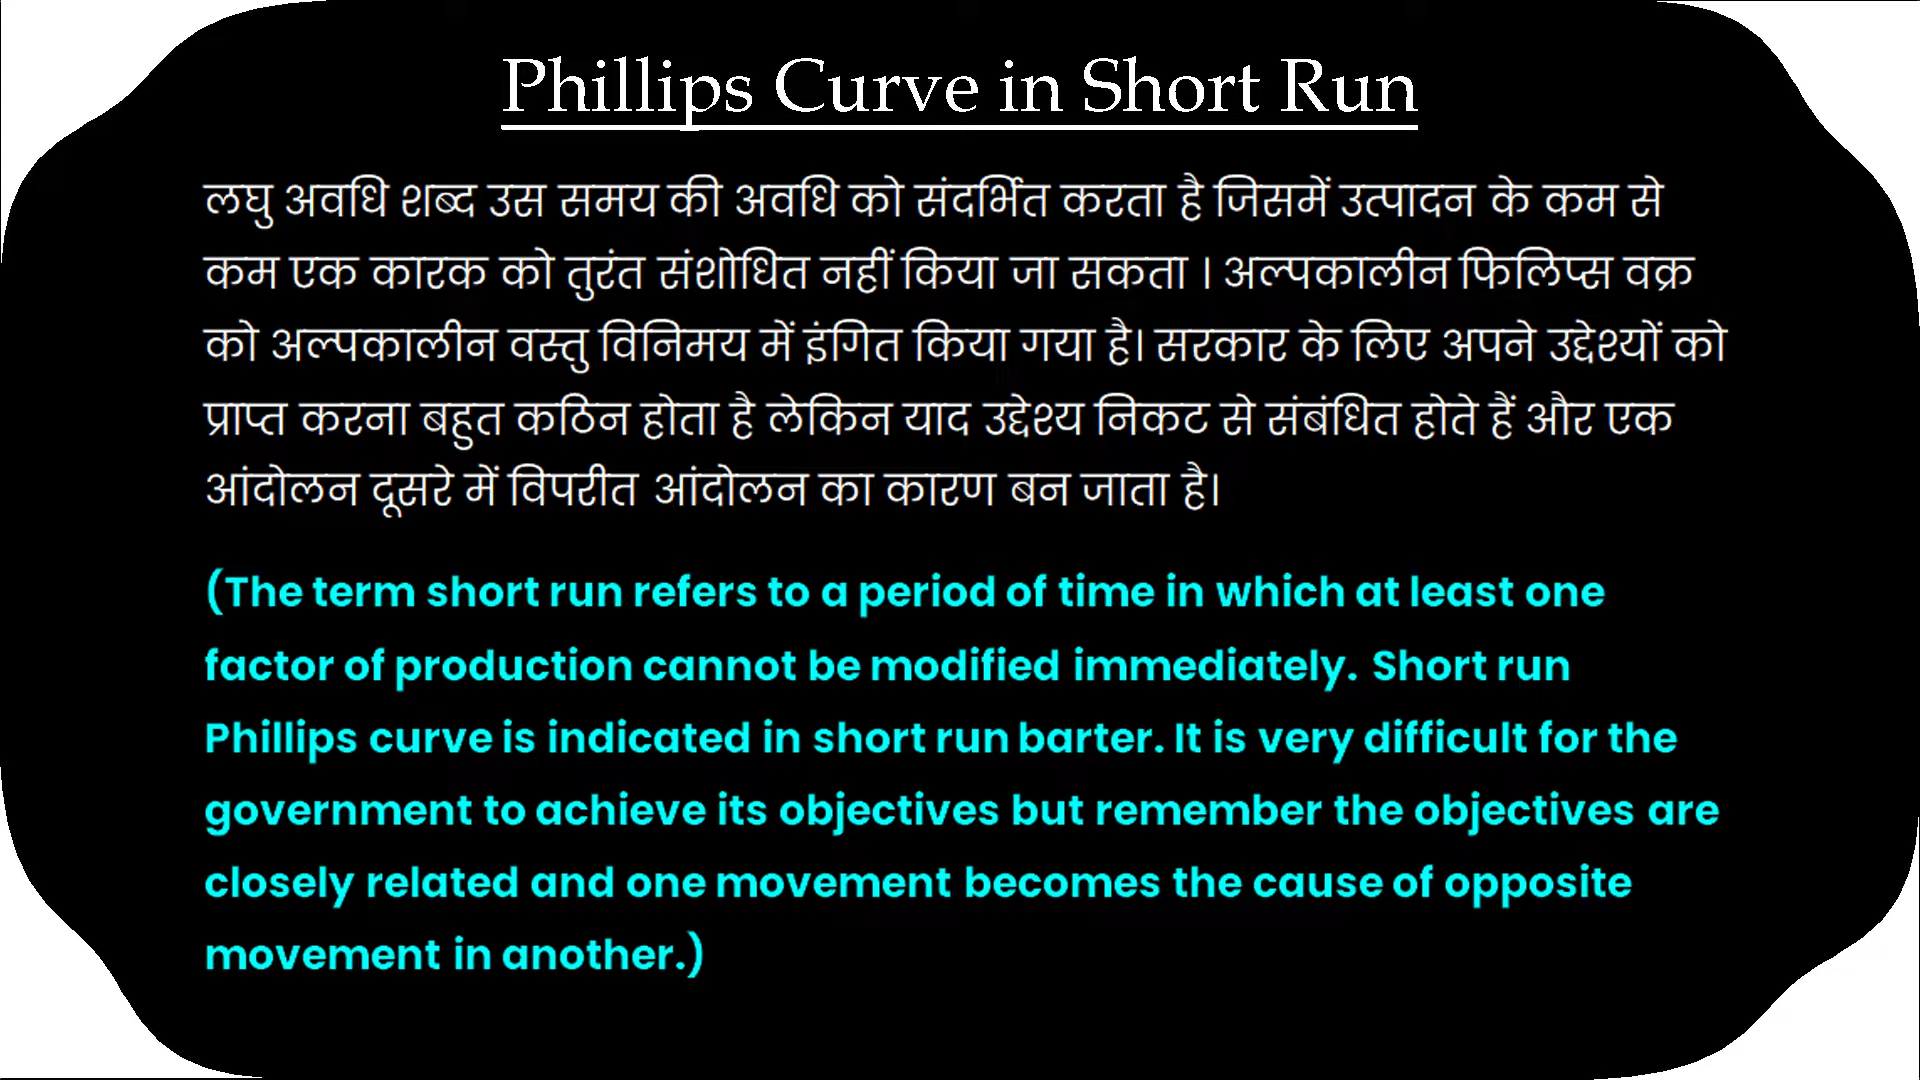 Phillips Curve in Short Run
लघु अवधि शब्द उस समय की अवधि को संदर्भित करता है जिसमें उत्पादन के कम से
कम एक कारक को तुरंत संशोधित नहीं किया जा सकता । अल्पकालीन फिलिप्स वक्र
को अल्पकालीन वस्तु विनिमय में इंगित किया गया है। सरकार के लिए अपने उद्देश्यों को
प्राप्त करना बहुत कठिन होता है लेकिन याद उद्देश्य निकट से संबंधित होते हैं और एक
आंदोलन दूसरे में विपरीत आंदोलन का कारण बन जाता है।
(The term short run refers to a period of time in which at least one
factor of production cannot be modified immediately. Short run
Phillips curve is indicated in short run barter. It is very difficult for the
government to achieve its objectives but remember the objectives are
closely related and one movement becomes the cause of opposite
movement in another.)